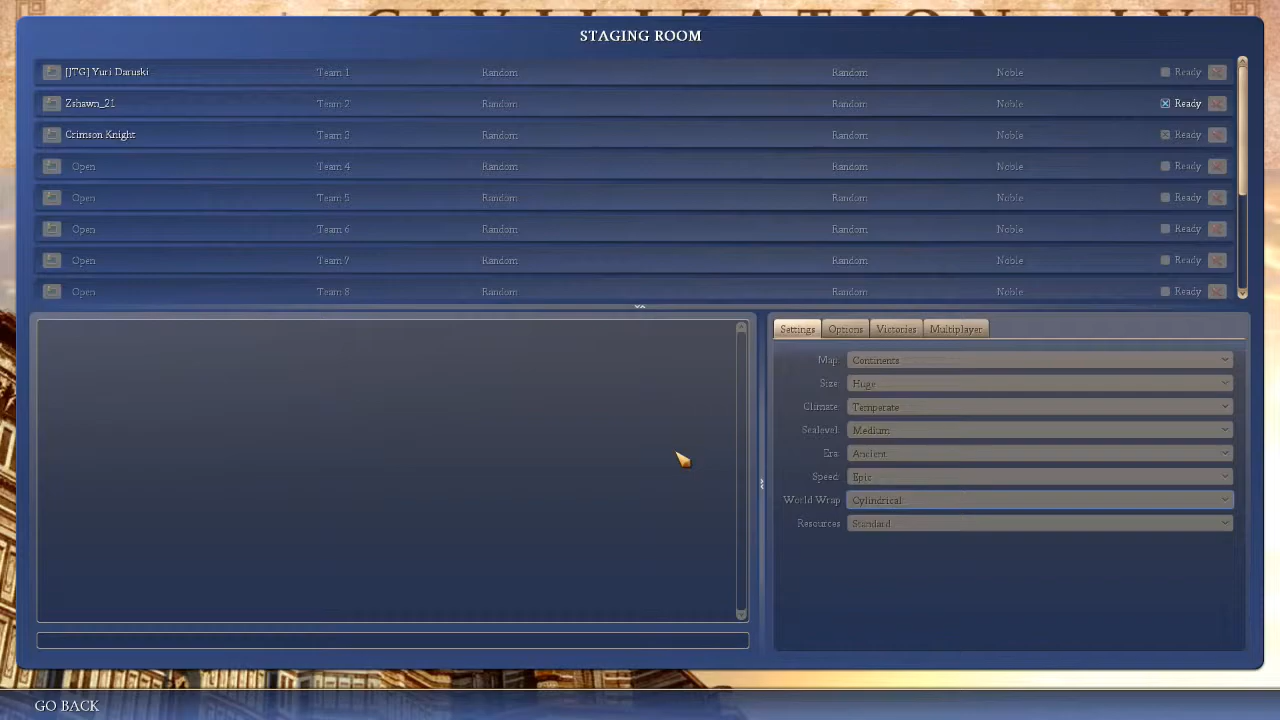 CIVILIZATION IV
STAGING ROOM
[JTG] Yuri Daruski Team 1 Random Random Noble Ready
Zshawn_21 Team 2 Random Random Noble Ready
Crimson Knight Team 3 Random Random Noble Ready
Open Team 4 Random Random Noble Ready
Open Team 5 Random Random Noble Ready
Open Team 6 Random Random Noble Ready
Open Team 7 Random Random Noble Ready
Open Team 8 Random Random Noble Ready
Settings Options Victories Multiplayer
Map: Continents
Size: Huge
Climate: Temperate
Sealevel: Medium
Era: Ancient
Speed: Epic
World Wrap Cylindrical
Resources Standard
GO BACK